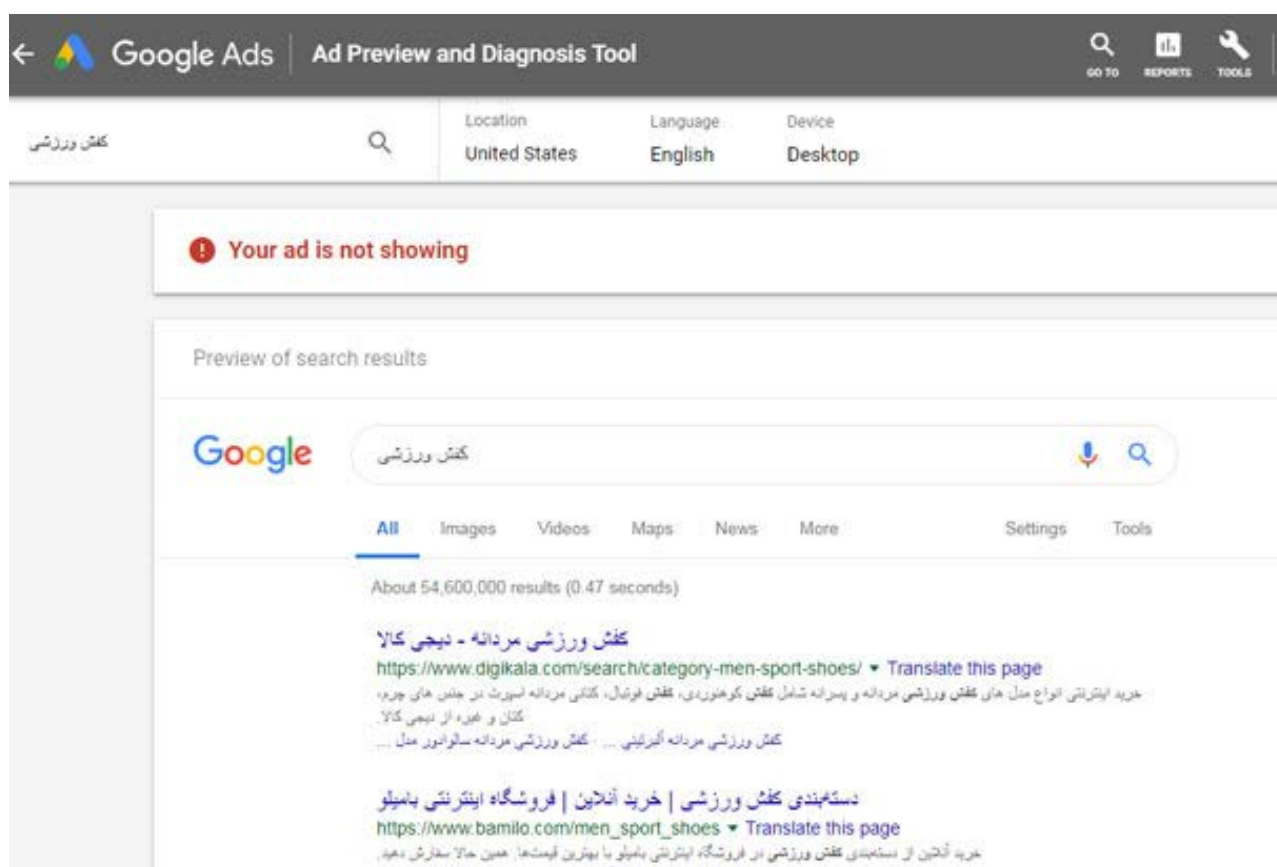 Google Ads Ad Preview and Diagnosis Tool
GO TO REPORTS TOOLS
Location Language Device
کفش ورزشی United States English Desktop
Your ad is not showing
Preview of search results
Google کفش ورزشی
All Images Videos Maps News More Settings Tools
About 54,600,000 results (0.47 seconds)
کفش ورزشی مردانه - دیجی کالا
https://www.digikala.com/search/category-men-sport-shoes/ Translate this page
خرید اینترنتی انواع مدل های کفش ورزشی مردانه و پسرانه شامل کفش کوهنوردی، کفش فوتبال، کتانی مردانه اسپرت در جنس های چرم،
کتان و غیره از دیجی کالا.
کفش ورزشی مردانه ... - کفش ورزشی مردانه سالوادور مدل ...
دسته‌بندی کفش ورزشی | خرید آنلاین | فروشگاه اینترنتی بامیلو
https://www.bamilo.com/men_sport_shoes Translate this page
خرید آنلاین از دسته‌بندی کفش ورزشی در فروشگاه اینترنتی بامیلو با بهترین قیمت‌ها. همین حالا سفارش دهید.